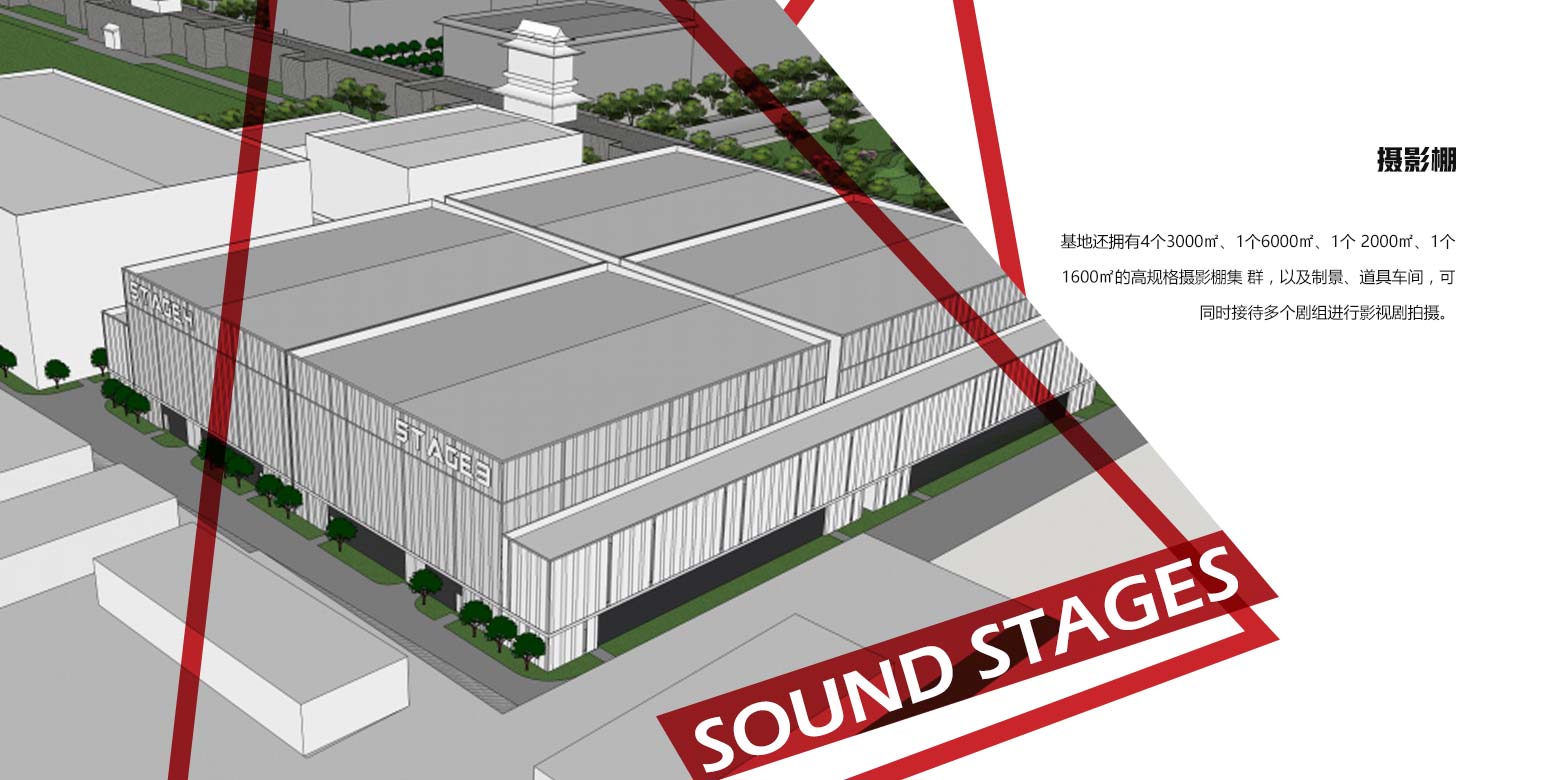 摄影棚
基地还拥有4个3000㎡、1个6000㎡、1个 2000㎡、1个
1600㎡的高规格摄影棚集 群，以及制景、道具车间，可
同时接待多个剧组进行影视剧拍摄。
STAGE4
STAGE3
SOUND STAGES